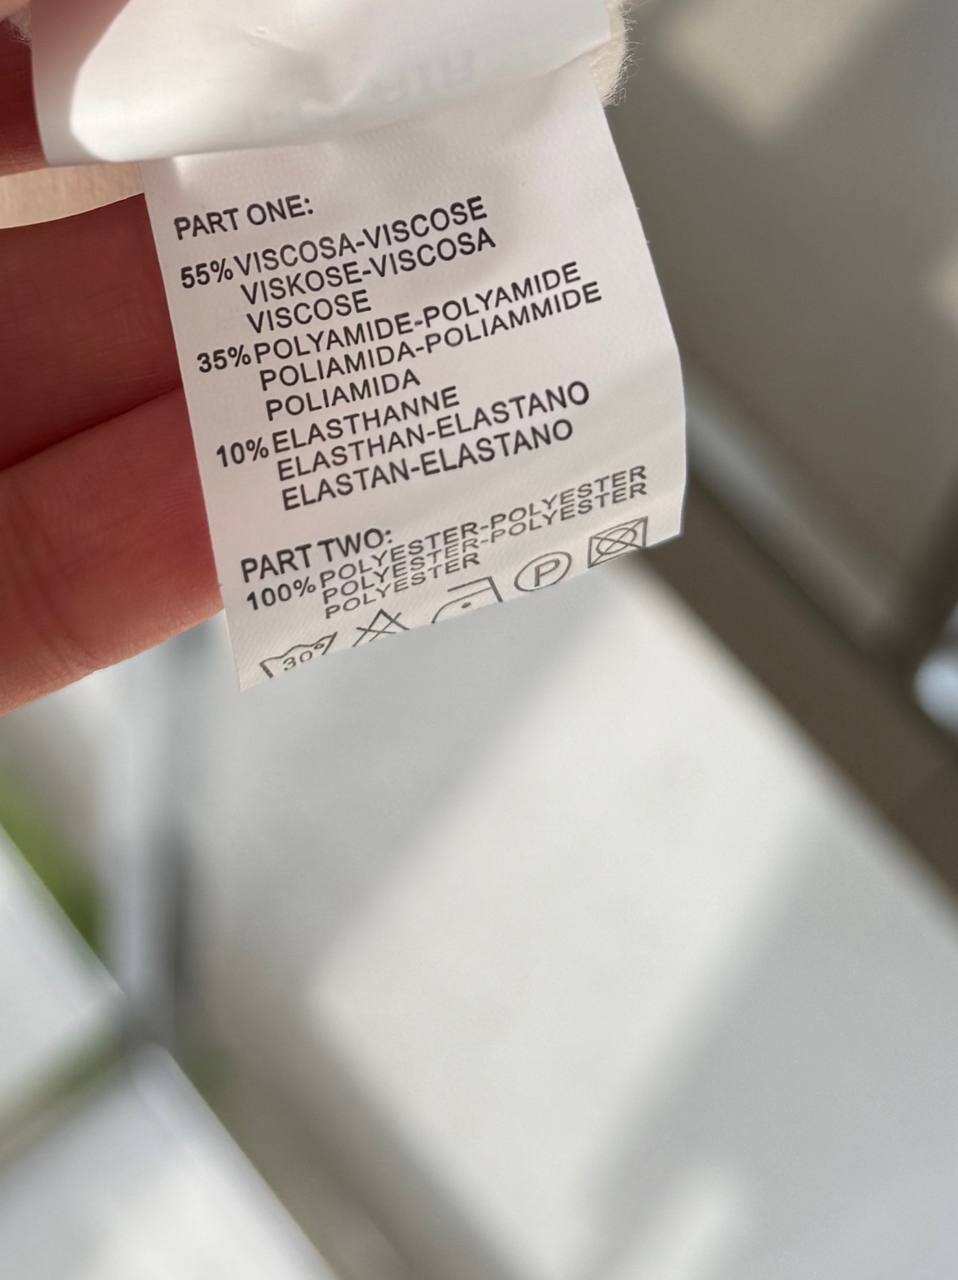 PART ONE:
55% VISCOSA-VISCOSE
VISKOSE-VISCOSA
VISCOSE
35% POLYAMIDE-POLYAMIDE
POLIAMIDA-POLIAMMIDE
POLIAMIDA
10% ELASTHANNE
ELASTHAN-ELASTANO
ELASTAN-ELASTANO
PART TWO:
100% POLYESTER-POLYESTER
POLYESTER-POLYESTER
POLYESTER
30° P